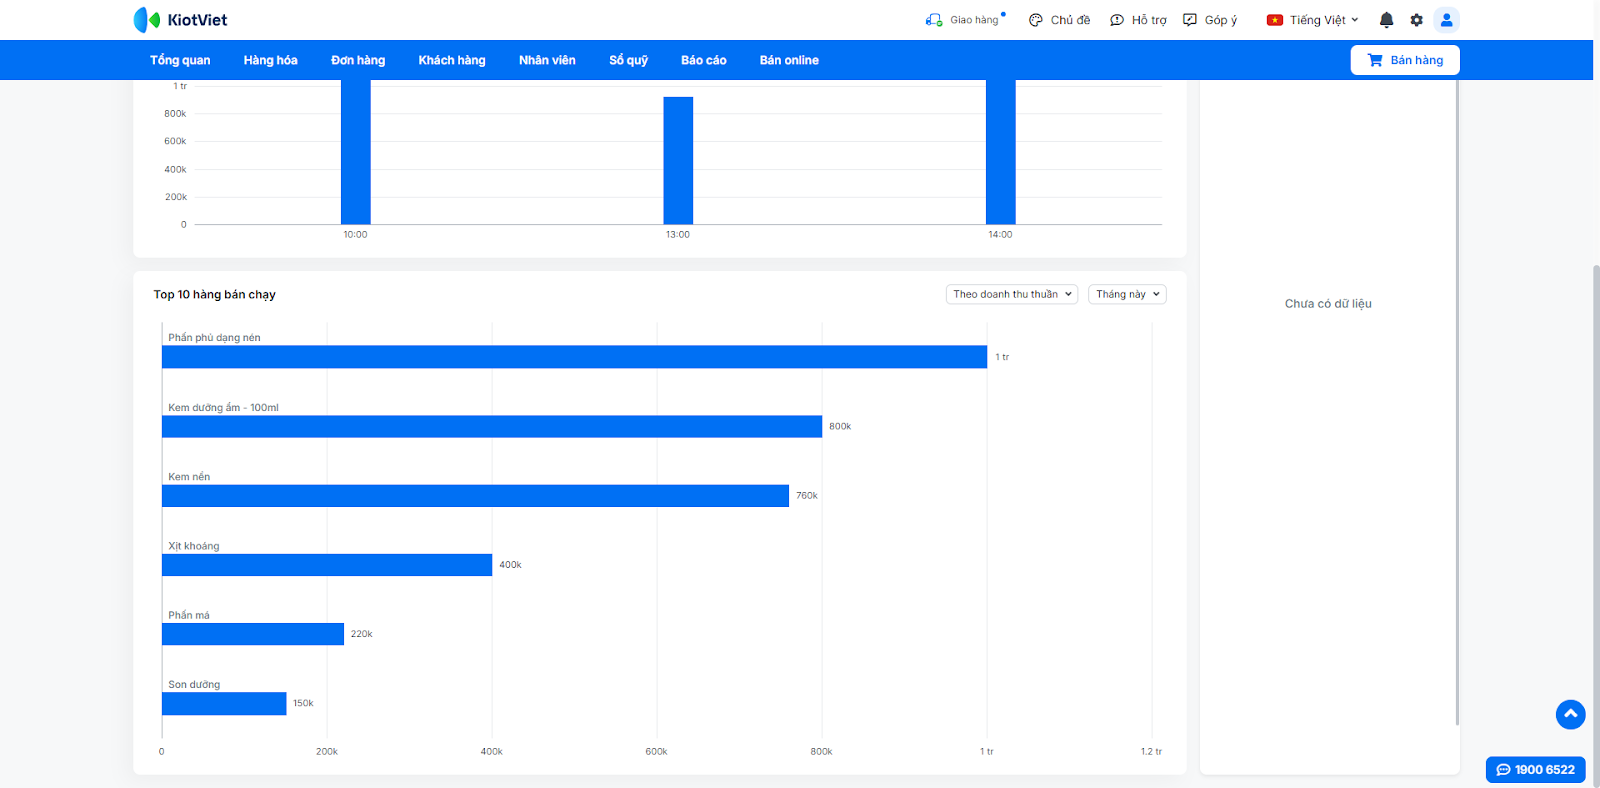 KiotViet
Giao hàng
Chủ đề
Hỗ trợ
Góp ý
Tiếng Việt
Tổng quan
Hàng hóa
Đơn hàng
Khách hàng
Nhân viên
Sổ quỹ
Báo cáo
Bán online
Bán hàng
1 tr
800k
600k
400k
200k
0
10:00
13:00
14:00
Top 10 hàng bán chạy
Theo doanh thu thuần
Tháng này
Chưa có dữ liệu
Phấn phủ dạng nén
1 tr
Kem dưỡng ẩm - 100ml
800k
Kem nền
760k
Xịt khoáng
400k
Phấn má
220k
Son dưỡng
150k
0
200k
400k
600k
800k
1 tr
1.2 tr
1900 6522